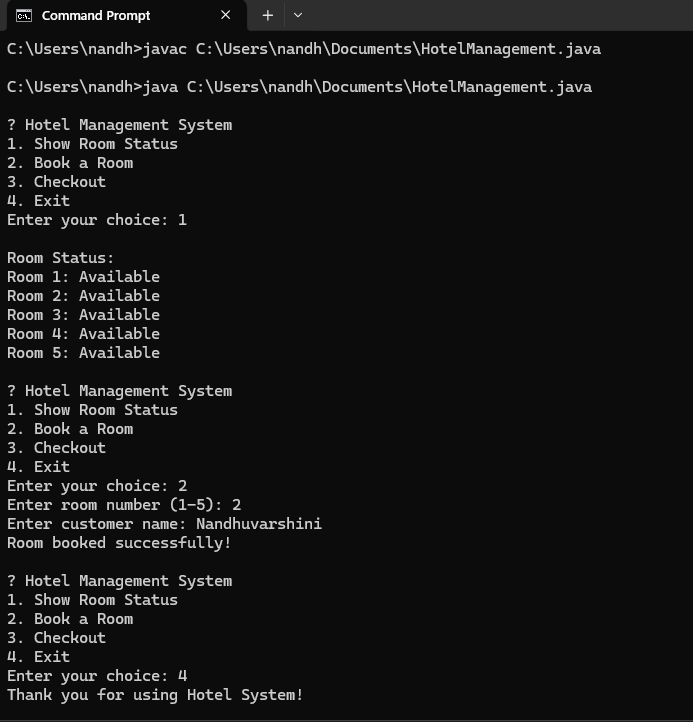 Command Prompt
C:\Users\nandh>javac C:\Users\nandh\Documents\HotelManagement.java
C:\Users\nandh>java C:\Users\nandh\Documents\HotelManagement.java
? Hotel Management System
1. Show Room Status
2. Book a Room
3. Checkout
4. Exit
Enter your choice: 1
Room Status:
Room 1: Available
Room 2: Available
Room 3: Available
Room 4: Available
Room 5: Available
? Hotel Management System
1. Show Room Status
2. Book a Room
3. Checkout
4. Exit
Enter your choice: 2
Enter room number (1-5): 2
Enter customer name: Nandhuvarshini
Room booked successfully!
? Hotel Management System
1. Show Room Status
2. Book a Room
3. Checkout
4. Exit
Enter your choice: 4
Thank you for using Hotel System!